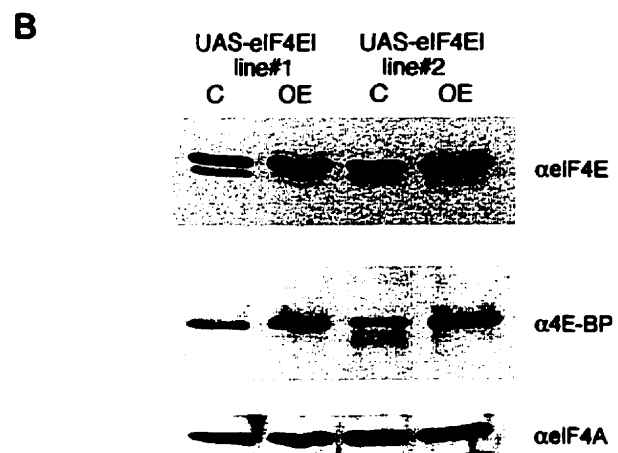 B
UAS-eIF4EI UAS-eIF4EI
line#1 line#2
C OE C OE
αeIF4E
α4E-BP
αeIF4A